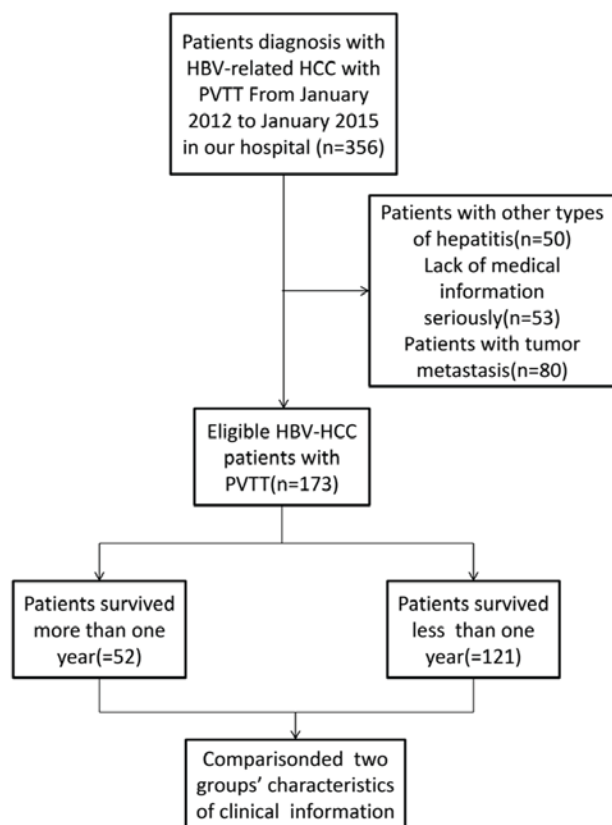 Patients diagnosis with
HBV-related HCC with
PVTT From January
2012 to January 2015
in our hospital (n=356)
Patients with other types
of hepatitis(n=50)
Lack of medical
information
seriously(n=53)
Patients with tumor
metastasis(n=80)
Eligible HBV-HCC
patients with
PVTT(n=173)
Patients survived
more than one
year(=52)
Patients survived
less than one
year(=121)
Comparisonded two
groups’ characteristics
of clinical information